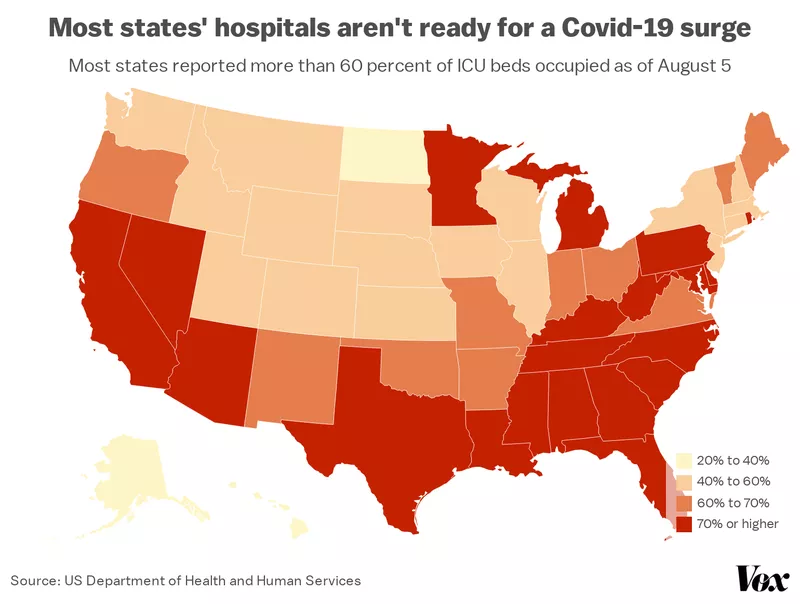 Most states' hospitals aren't ready for a Covid-19 surge
Most states reported more than 60 percent of ICU beds occupied as of August 5
20% to 40%
40% to 60%
60% to 70%
70% or higher
Source: US Department of Health and Human Services
Vox